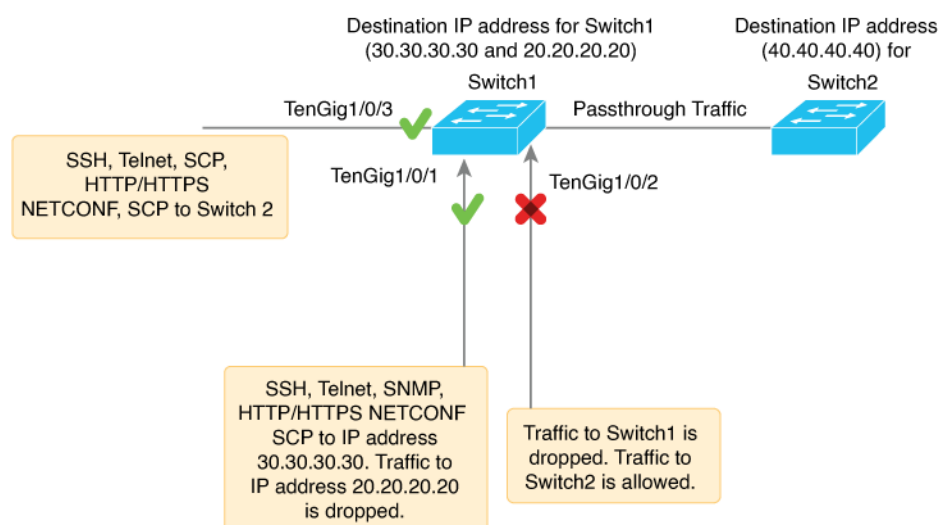 Destination IP address for Switch1
(30.30.30.30 and 20.20.20.20)
Destination IP address
(40.40.40.40) for
Switch1
Switch2
TenGig1/0/3
Passthrough Traffic
SSH, Telnet, SCP,
HTTP/HTTPS
NETCONF, SCP to Switch 2
TenGig1/0/1
TenGig1/0/2
SSH, Telnet, SNMP,
HTTP/HTTPS NETCONF
SCP to IP address
30.30.30.30. Traffic to
IP address 20.20.20.20
is dropped.
Traffic to Switch1 is
dropped. Traffic to
Switch2 is allowed.